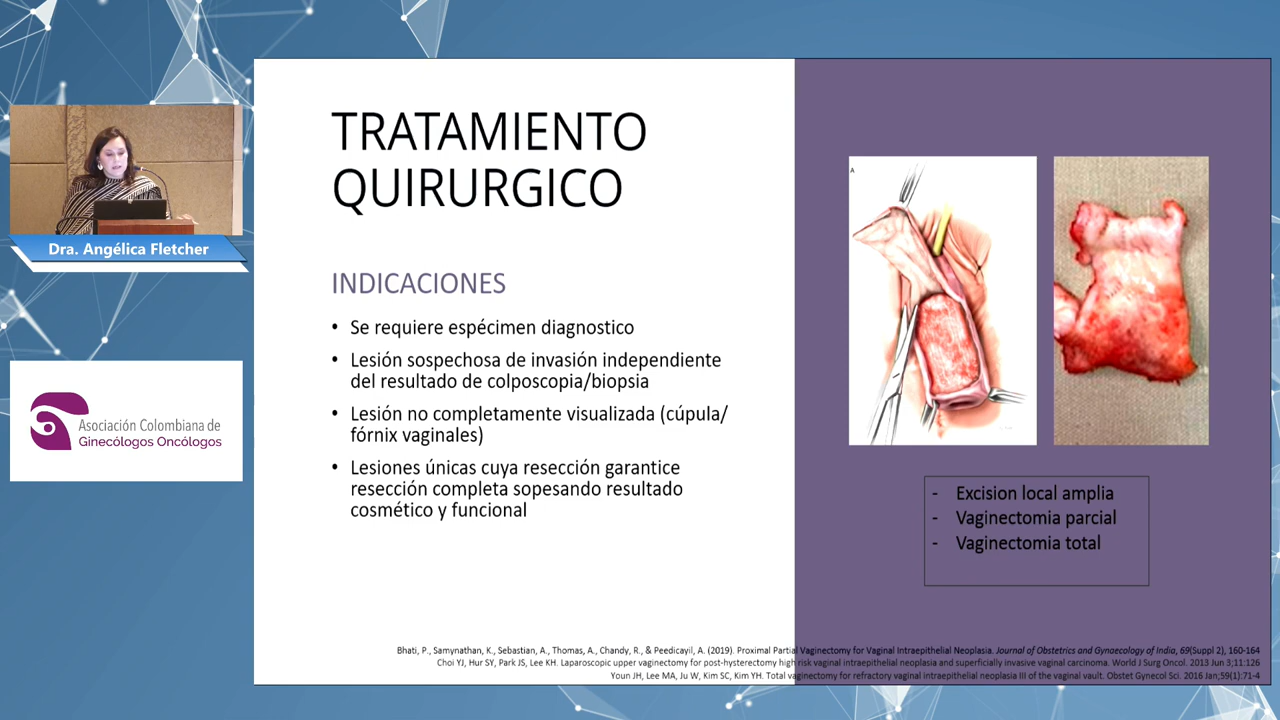 TRATAMIENTO
QUIRURGICO
INDICACIONES
• Se requiere espécimen diagnostico
• Lesión sospechosa de invasión independiente
del resultado de colposcopia/biopsia
• Lesión no completamente visualizada (cúpula/
fórnix vaginales)
• Lesiones únicas cuya resección garantice
resección completa sopesando resultado
cosmético y funcional
A
- Excision local amplia
- Vaginectomia parcial
- Vaginectomia total
Bhati, P., Samynathan, K., Sebastian, A., Thomas, A., Chandy, R., & Peedicayil, A. (2019). Proximal Partial Vaginectomy for Vaginal Intraepithelial Neoplasia. Journal of Obstetrics and Gynaecology of India, 69(Suppl 2), 160-164
Choi YJ, Hur SY, Park JS, Lee KH. Laparoscopic upper vaginectomy for post-hysterectomy high risk vaginal intraepithelial neoplasia and superficially invasive vaginal carcinoma. World J Surg Oncol. 2013 Jun 3;11:126
Youn JH, Lee MA, Ju W, Kim SC, Kim YH. Total vaginectomy for refractory vaginal intraepithelial neoplasia III of the vaginal vault. Obstet Gynecol Sci. 2016 Jan;59(1):71-4
Dra. Angélica Fletcher
Asociación Colombiana de
Ginecólogos Oncólogos